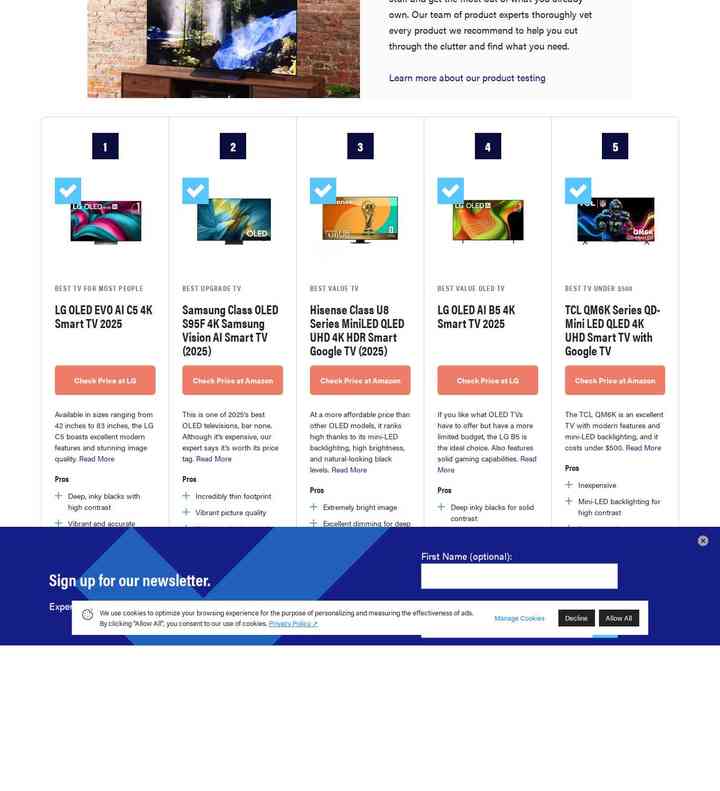 own. Our team of product experts thoroughly vet
every product we recommend to help you cut
through the clutter and find what you need.
Learn more about our product testing
1
BEST TV FOR MOST PEOPLE
LG OLED EVO AI C5 4K
Smart TV 2025
Check Price at LG
Available in sizes ranging from
42 inches to 83 inches, the LG
C5 boasts excellent modern
features and stunning image
quality. Read More
Pros
Deep, inky blacks with
high contrast
Vibrant and accurate
2
OLED
BEST UPGRADE TV
Samsung Class OLED
S95F 4K Samsung
Vision AI Smart TV
(2025)
Check Price at Amazon
This is one of 2025's best
OLED televisions, bar none.
Although it's expensive, our
expert says it's worth its price
tag. Read More
Pros
Incredibly thin footprint
Vibrant picture quality
3
BEST VALUE TV
Hisense Class U8
Series MiniLED QLED
UHD 4K HDR Smart
Google TV (2025)
Check Price at Amazon
At a more affordable price than
other OLED models, it ranks
high thanks to its mini-LED
backlighting, high brightness,
and natural-looking black
levels. Read More
Pros
Extremely bright image
Excellent dimming for deep
4
BEST VALUE OLED TV
LG OLED AI B5 4K
Smart TV 2025
Check Price at LG
If you like what OLED TVs
have to offer but have a more
limited budget, the LG B5 is
the ideal choice. Also features
solid gaming capabilities. Read
More
Pros
Deep inky blacks for solid
contrast
5
BEST TV UNDER $500
TCL QM6K Series QD-
Mini LED QLED 4K
UHD Smart TV with
Google TV
Check Price at Amazon
The TCL QM6K is an excellent
TV with modern features and
mini-LED backlighting, and it
costs under $500. Read More
Pros
Inexpensive
Mini-LED backlighting for
high contrast
Sign up for our newsletter.
First Name (optional):
We use cookies to optimize your browsing experience for the purpose of personalizing and measuring the effectiveness of ads.
By clicking "Allow All", you consent to our use of cookies. Privacy Policy ↗
Manage Cookies
Decline
Allow All